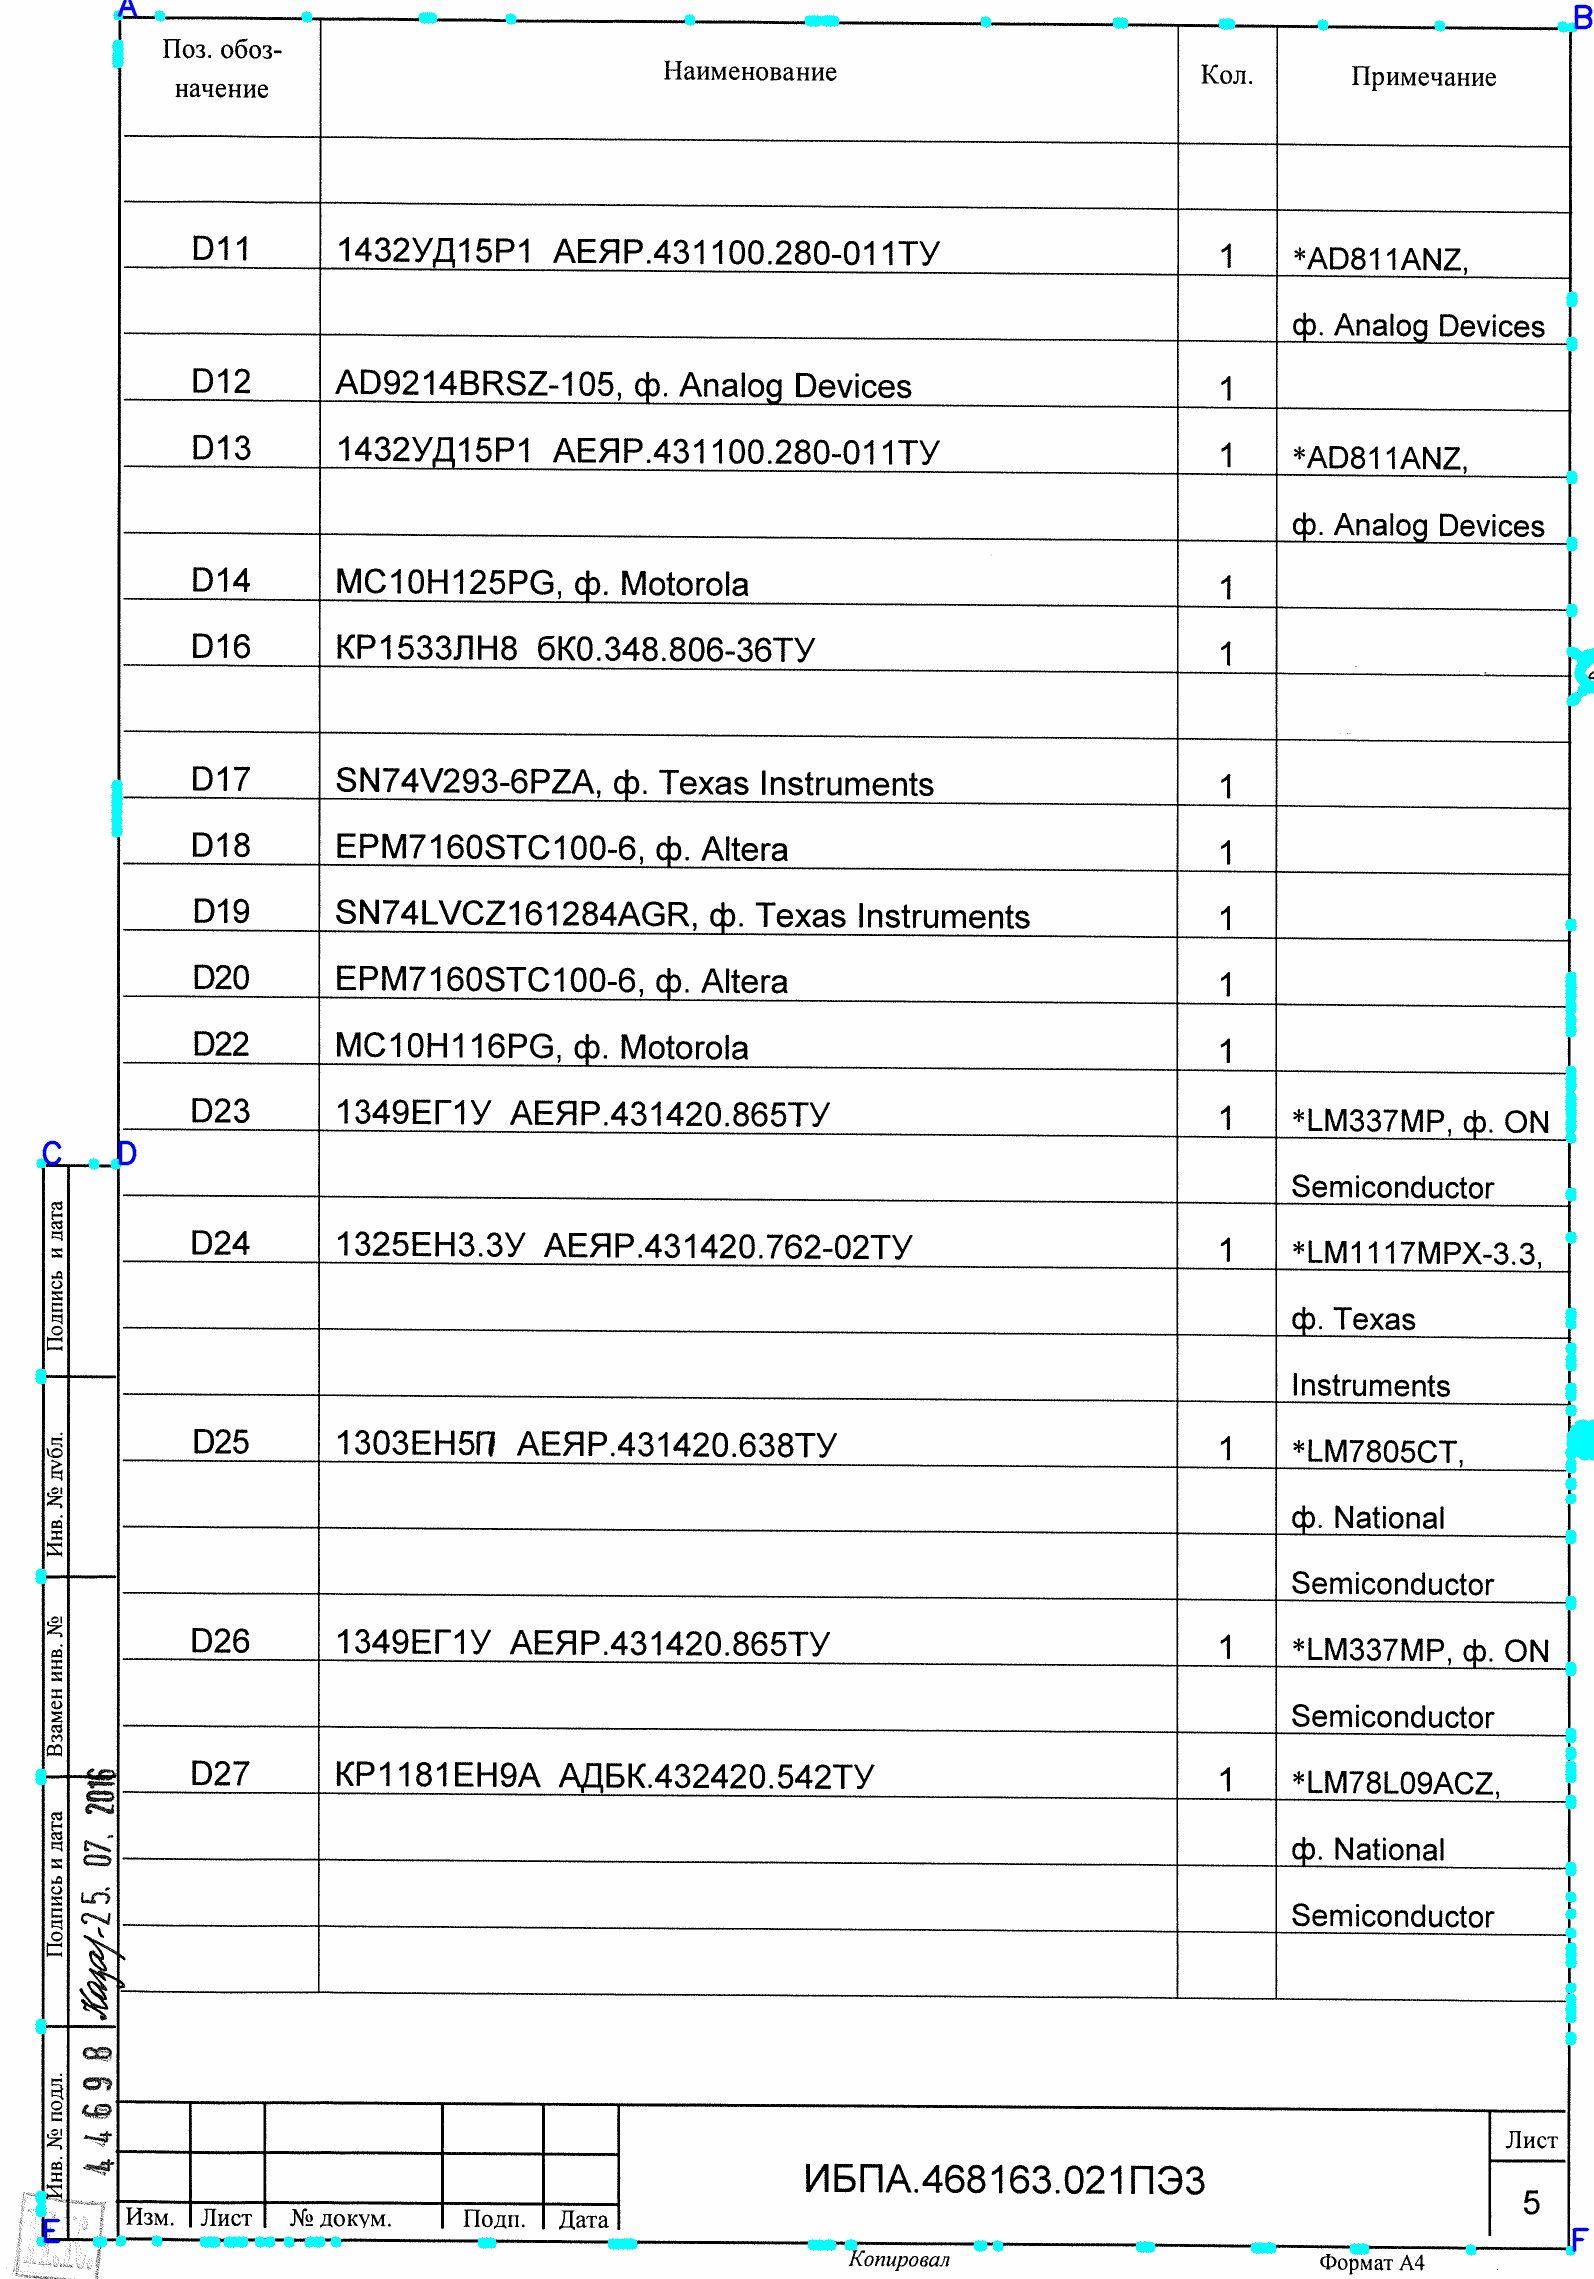 A
B
Поз. обоз-
начение
Наименование
Кол.
Примечание
D11 1432УД15Р1 АЕЯР.431100.280-011ТУ 1 *AD811ANZ,
ф. Analog Devices
D12 AD9214BRSZ-105, ф. Analog Devices 1
D13 1432УД15Р1 АЕЯР.431100.280-011ТУ 1 *AD811ANZ,
ф. Analog Devices
D14 MC10H125PG, ф. Motorola 1
D16 КР1533ЛН8 бК0.348.806-36ТУ 1
D17 SN74V293-6PZA, ф. Texas Instruments 1
D18 EPM7160STC100-6, ф. Altera 1
D19 SN74LVCZ161284AGR, ф. Texas Instruments 1
D20 EPM7160STC100-6, ф. Altera 1
D22 MC10H116PG, ф. Motorola 1
D23 1349ЕГ1У АЕЯР.431420.865ТУ 1 *LM337MP, ф. ON
Semiconductor
D24 1325ЕН3.3У АЕЯР.431420.762-02ТУ 1 *LM1117MPX-3.3,
ф. Texas
Instruments
D25 1303ЕН5П АЕЯР.431420.638ТУ 1 *LM7805CT,
ф. National
Semiconductor
D26 1349ЕГ1У АЕЯР.431420.865ТУ 1 *LM337MP, ф. ON
Semiconductor
D27 КР1181ЕН9А АДБК.432420.542ТУ 1 *LM78L09ACZ,
ф. National
Semiconductor
C
D
Подпись и дата
Инв. № дубл.
Взамен инв. №
Подпись и дата
25. 07. 2016
Инв. № подл.
44698
E
F
Изм. Лист № докум. Подп. Дата
ИБПА.468163.021ПЭ3
Лист
5
Копировал
Формат А4